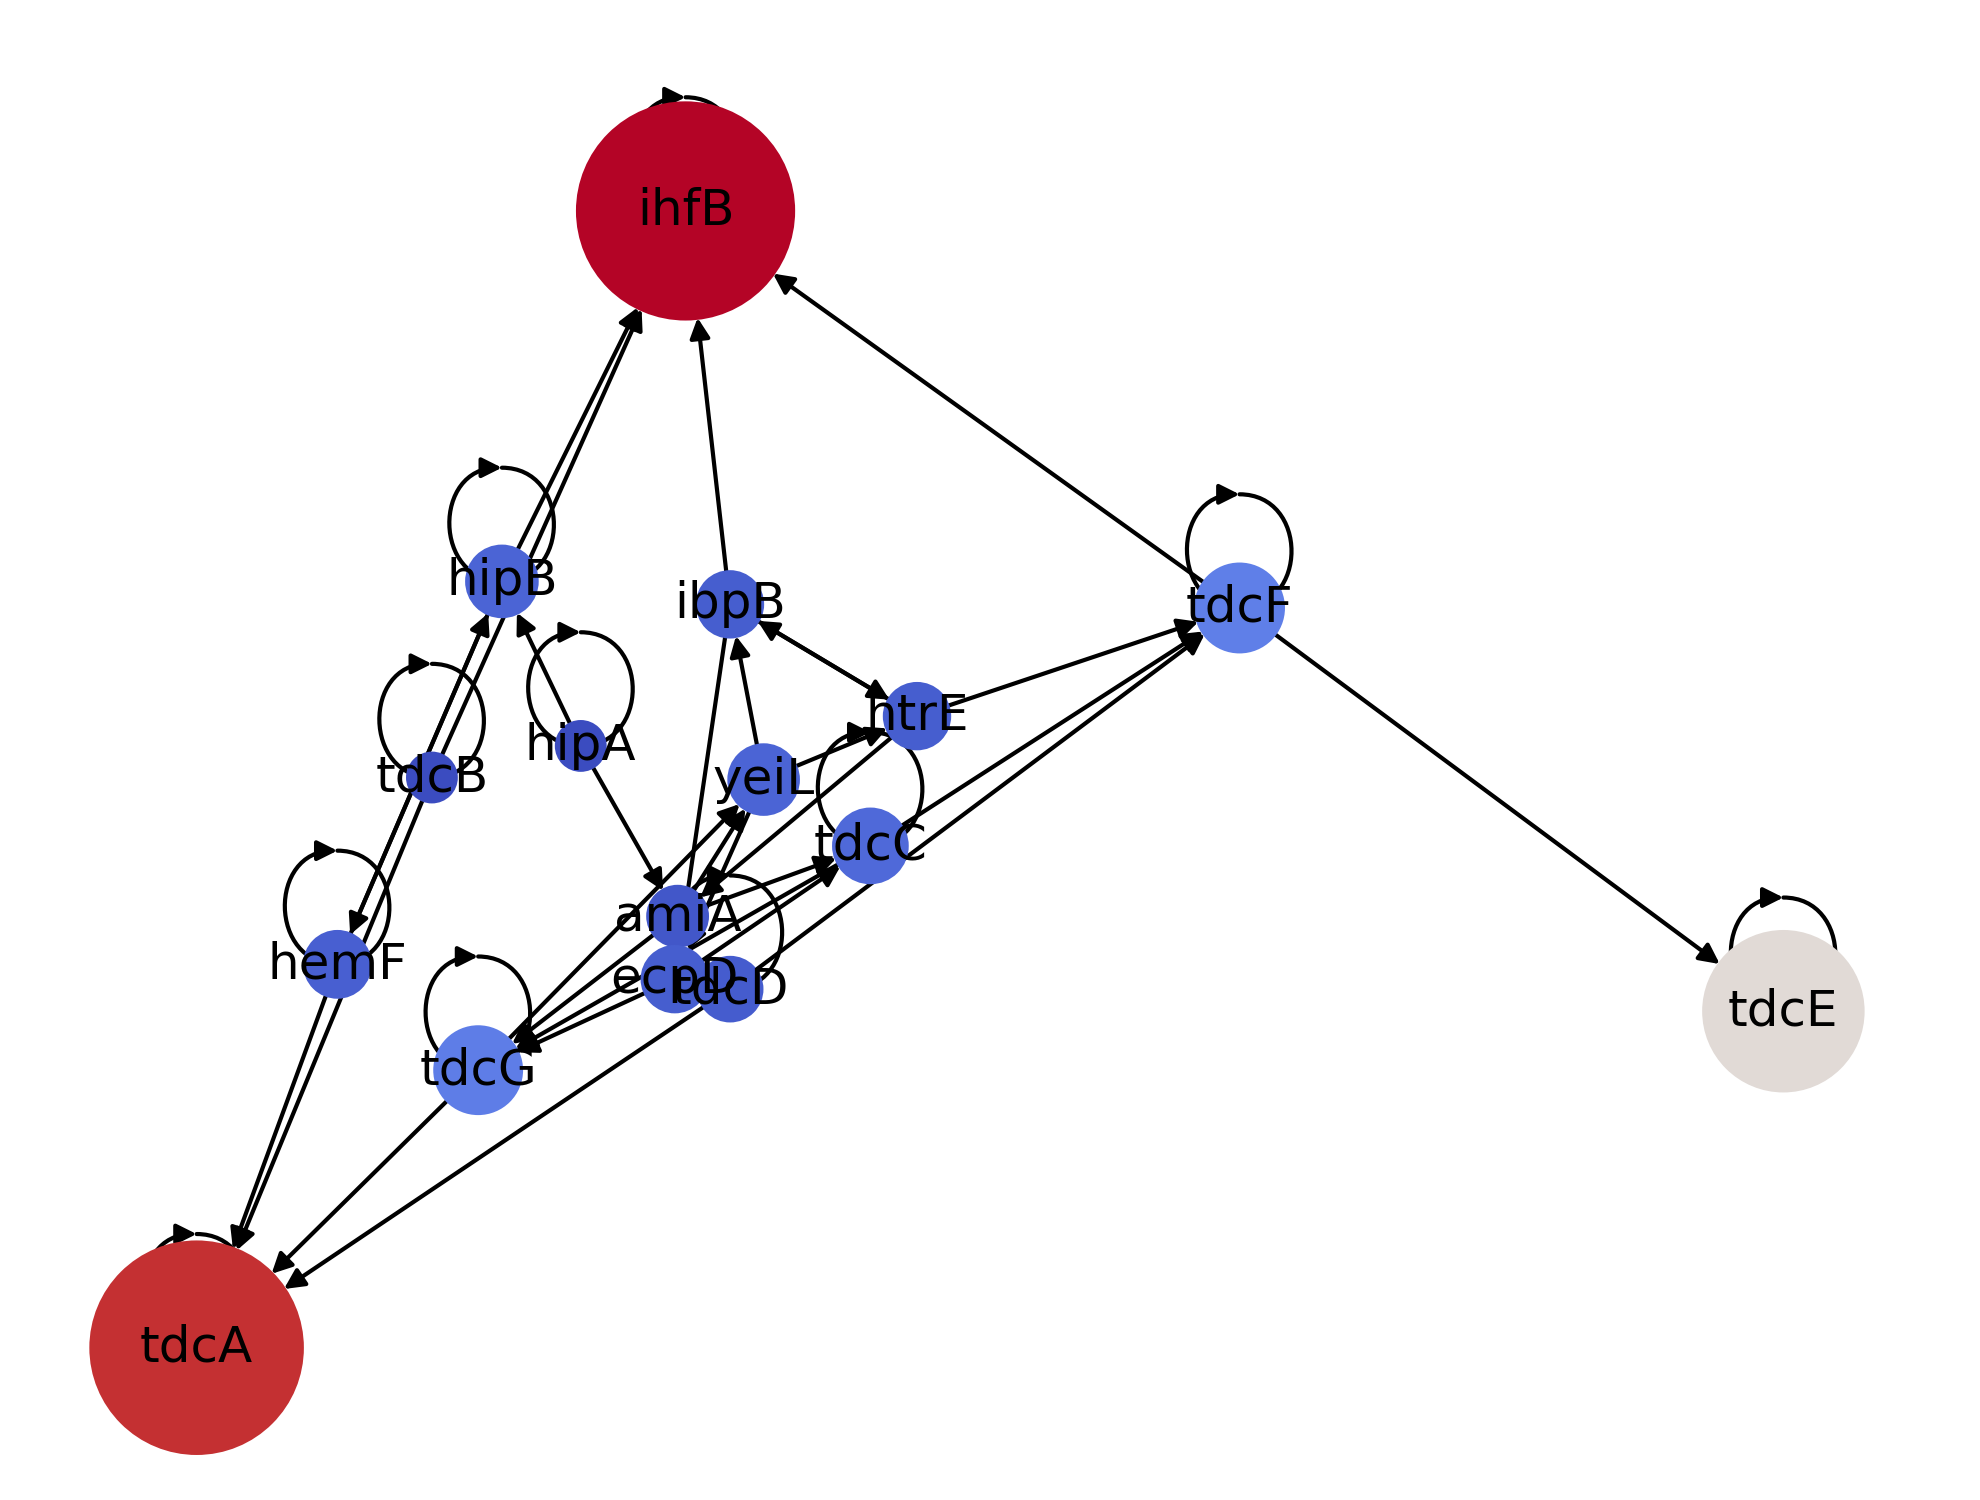 ihfB
hipB
ibpB
tdcF
htrE
hipA
tdcB
yeiL
tdcC
amiA
hemF
ecpD
tdcD
tdcE
tdcG
tdcA